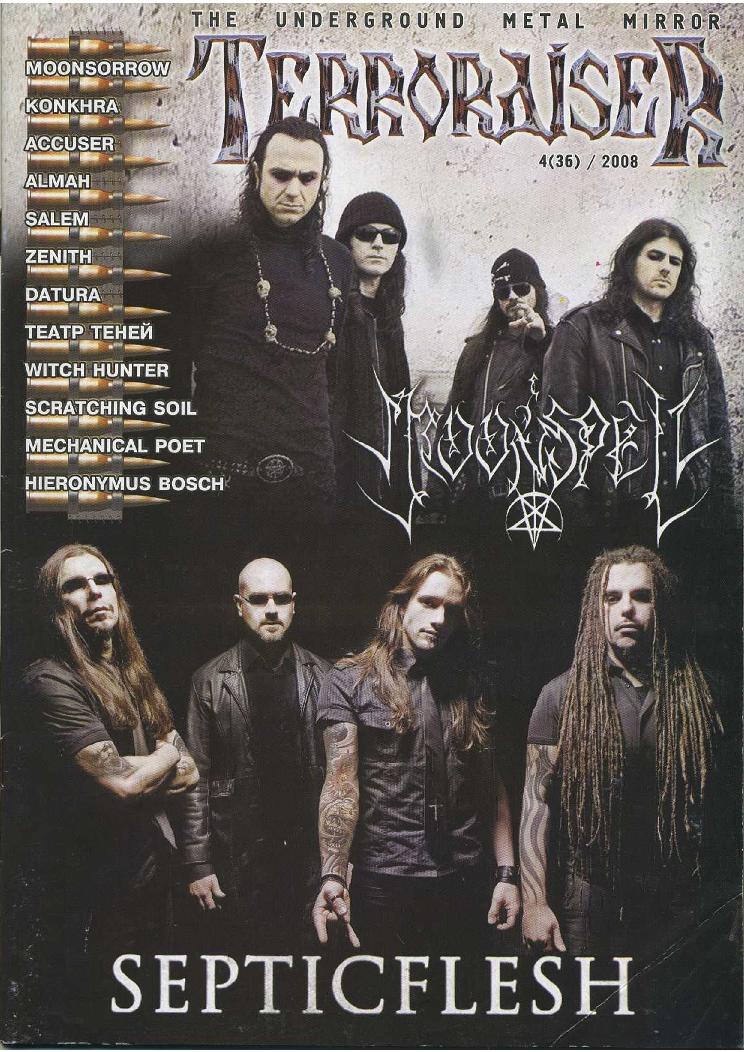 THE UNDERGROUND METAL MIRROR
TERRORAISER
4(36) / 2008
MOONSORROW
KONKHRA
ACCUSER
ALMAH
SALEM
ZENITH
DATURA
ТЕАТР ТЕНЕЙ
WITCH HUNTER
SCRATCHING SOIL
MECHANICAL POET
HIERONYMUS BOSCH
MOONSPELL
SEPTICFLESH